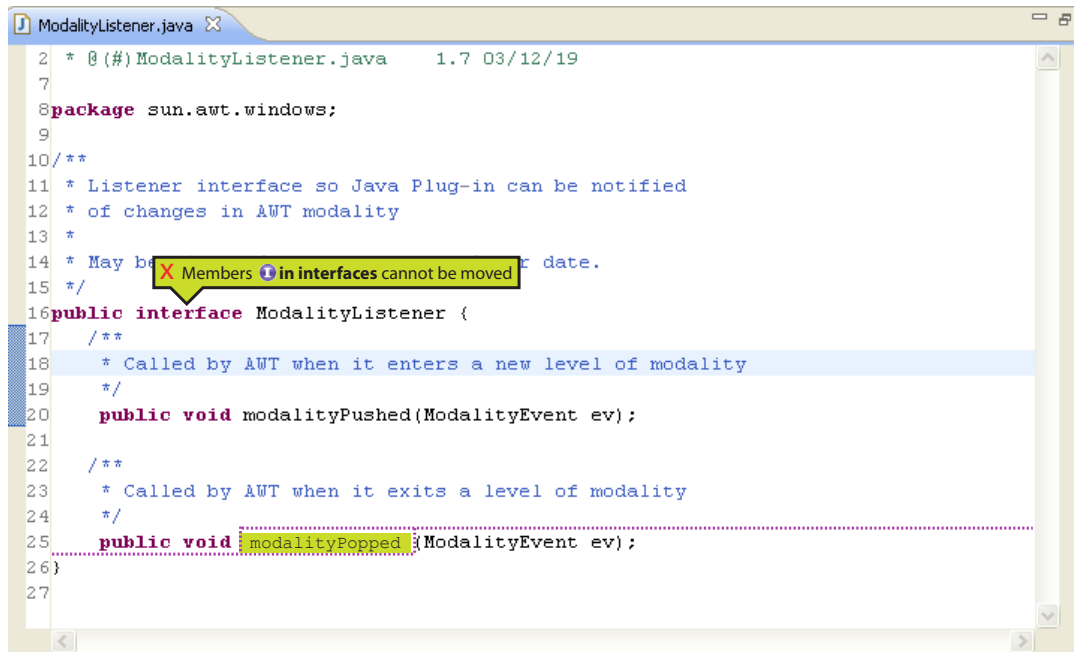 ModalityListener.java
2 * @(#)ModalityListener.java 1.7 03/12/19
7
8 package sun.awt.windows;
9
10 /**
11 * Listener interface so Java Plug-in can be notified
12 * of changes in AWT modality
13 *
14 * May be r date.
X Members I in interfaces cannot be moved
15 */
16 public interface ModalityListener {
17 /**
18 * Called by AWT when it enters a new level of modality
19 */
20 public void modalityPushed(ModalityEvent ev);
21
22 /**
23 * Called by AWT when it exits a level of modality
24 */
25 public void modalityPopped (ModalityEvent ev);
26 }
27